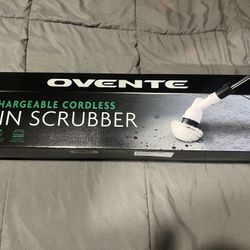 OVENTE
HARGEABLE CORDLESS
IN SCRUBBER